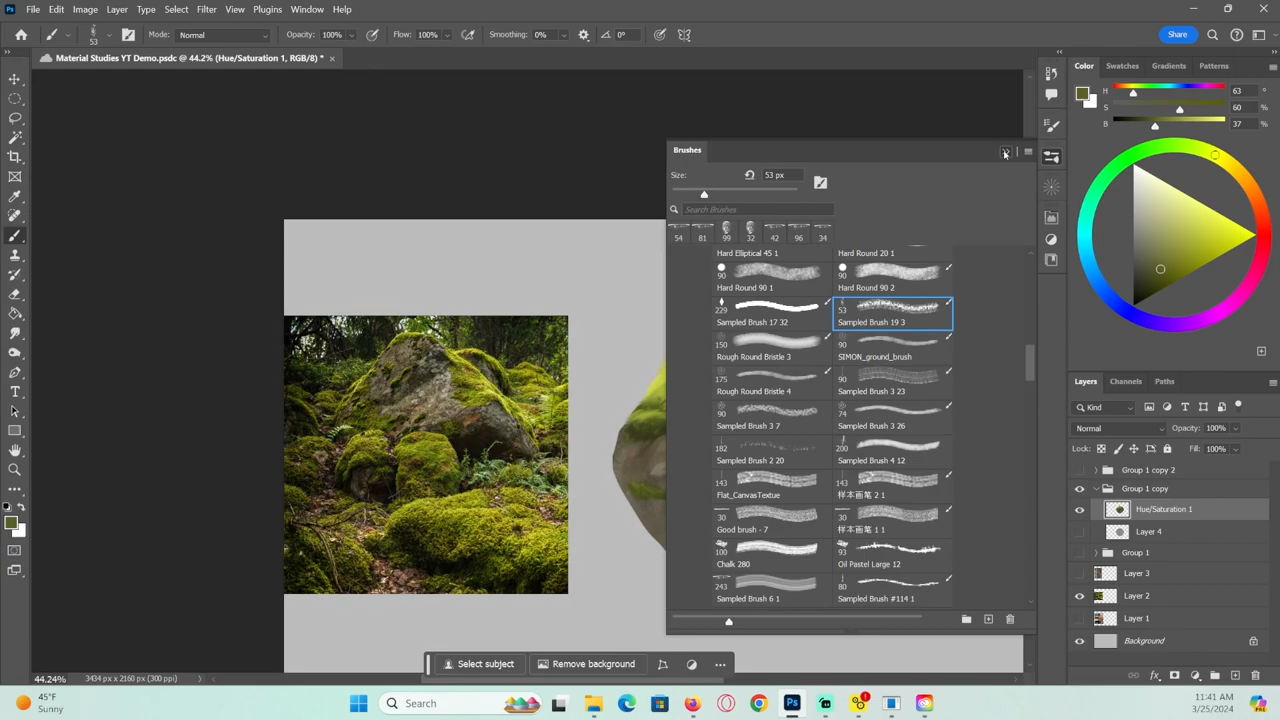 Ps File Edit Image Layer Type Select Filter View Plugins Window Help
53 Mode: Normal Opacity: 100% Flow: 100% Smoothing: 0% 0° Share
Material Studies YT Demo.psdc @ 44.2% (Hue/Saturation 1, RGB/8) *
Color Swatches Gradients Patterns
H 63 °
S 60 %
B 37 %
Brushes
Size: 53 px
Search Brushes
54 81 99 32 42 96 34
Hard Elliptical 45 1 Hard Round 20 1
90 90
Hard Round 90 1 Hard Round 90 2
229 53
Sampled Brush 17 32 Sampled Brush 19 3
150 90
Rough Round Bristle 3 SIMON_ground_brush
175 90
Rough Round Bristle 4 Sampled Brush 3 23
90 74
Sampled Brush 3 7 Sampled Brush 3 26
182 200
Sampled Brush 2 20 Sampled Brush 4 12
143 143
Flat_CanvasTextue 样本画笔 2 1
30 30
Good brush - 7 样本画笔 1 1
100 93
Chalk 280 Oil Pastel Large 12
243 80
Sampled Brush 6 1 Sampled Brush #114 1
Layers Channels Paths
Kind
Normal Opacity: 100%
Lock: Fill: 100%
Group 1 copy 2
Group 1 copy
Hue/Saturation 1
Layer 4
Group 1
Layer 3
Layer 2
Layer 1
Background
Select subject Remove background
44.24% 3434 px x 2160 px (300 ppi)
45°F
Sunny
Search
Ps
11:41 AM
3/25/2024